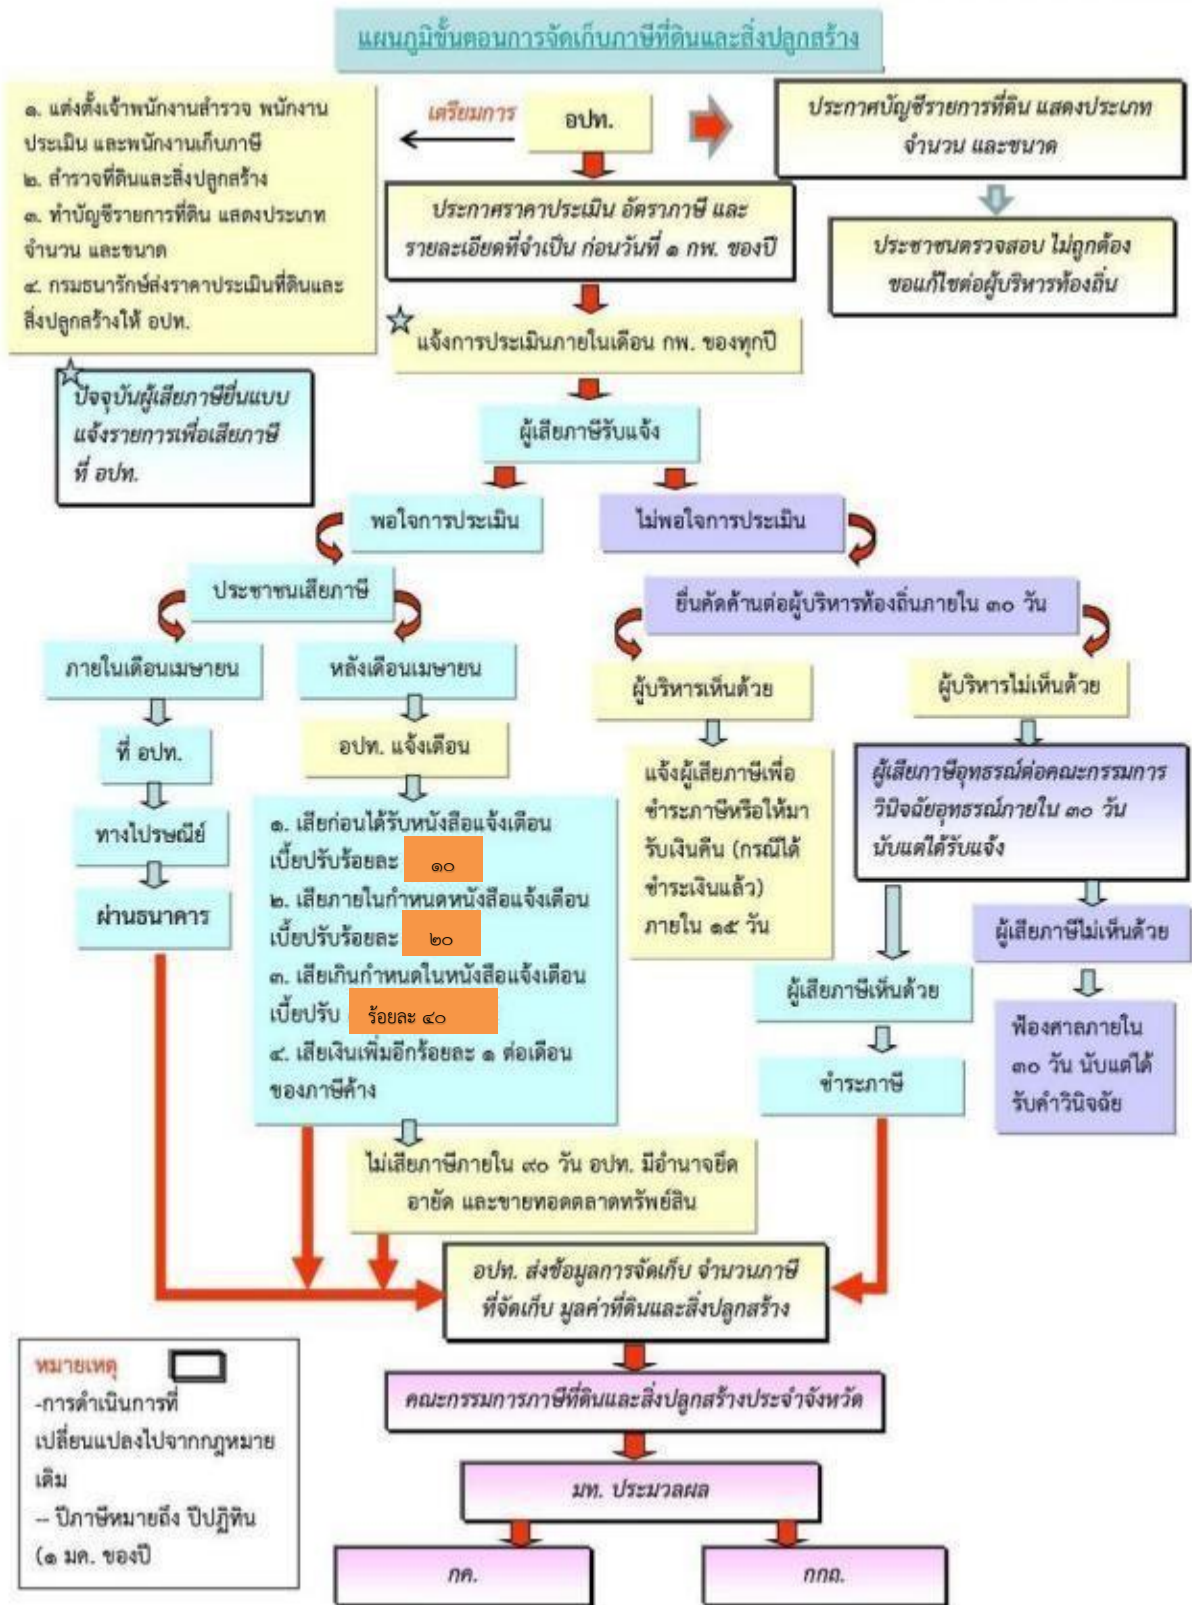 แผนภูมิขั้นตอนการจัดเก็บภาษีที่ดินและสิ่งปลูกสร้าง
๑. แต่งตั้งเจ้าพนักงานสำรวจ พนักงาน
ประเมิน และพนักงานเก็บภาษี
๒. สำรวจที่ดินและสิ่งปลูกสร้าง
๓. ทำบัญชีรายการที่ดิน แสดงประเภท
จำนวน และขนาด
๔. กรมธนารักษ์ส่งราคาประเมินที่ดินและ
สิ่งปลูกสร้างให้ อปท.
เตรียมการ
อปท.
ประกาศบัญชีรายการที่ดิน แสดงประเภท
จำนวน และขนาด
ประชาชนตรวจสอบ ไม่ถูกต้อง
ขอแก้ไขต่อผู้บริหารท้องถิ่น
ประกาศราคาประเมิน อัตราภาษี และ
รายละเอียดที่จำเป็น ก่อนวันที่ ๑ กพ. ของปี
แจ้งการประเมินภายในเดือน กพ. ของทุกปี
ปัจจุบันผู้เสียภาษียื่นแบบ
แจ้งรายการเพื่อเสียภาษี
ที่ อปท.
ผู้เสียภาษีรับแจ้ง
พอใจการประเมิน
ไม่พอใจการประเมิน
ประชาชนเสียภาษี
ยื่นคัดค้านต่อผู้บริหารท้องถิ่นภายใน ๓๐ วัน
ภายในเดือนเมษายน
หลังเดือนเมษายน
ผู้บริหารเห็นด้วย
ผู้บริหารไม่เห็นด้วย
ที่ อปท.
ทางไปรษณีย์
ผ่านธนาคาร
อปท. แจ้งเตือน
๑. เสียก่อนได้รับหนังสือแจ้งเตือน
เบี้ยปรับร้อยละ ๑๐
๒. เสียภายในกำหนดหนังสือแจ้งเตือน
เบี้ยปรับร้อยละ ๒๐
๓. เสียเกินกำหนดในหนังสือแจ้งเตือน
เบี้ยปรับ ร้อยละ ๔๐
๔. เสียเงินเพิ่มอีกร้อยละ ๑ ต่อเดือน
ของภาษีค้าง
แจ้งผู้เสียภาษีเพื่อ
ชำระภาษีหรือให้มา
รับเงินคืน (กรณีได้
ชำระเงินแล้ว)
ภายใน ๑๕ วัน
ผู้เสียภาษีอุทธรณ์ต่อคณะกรรมการ
วินิจฉัยอุทธรณ์ภายใน ๓๐ วัน
นับแต่ได้รับแจ้ง
ผู้เสียภาษีเห็นด้วย
ชำระภาษี
ผู้เสียภาษีไม่เห็นด้วย
ฟ้องศาลภายใน
๓๐ วัน นับแต่ได้
รับคำวินิจฉัย
ไม่เสียภาษีภายใน ๙๐ วัน อปท. มีอำนาจยึด
อายัด และขายทอดตลาดทรัพย์สิน
อปท. ส่งข้อมูลการจัดเก็บ จำนวนภาษี
ที่จัดเก็บ มูลค่าที่ดินและสิ่งปลูกสร้าง
คณะกรรมการภาษีที่ดินและสิ่งปลูกสร้างประจำจังหวัด
มท. ประมวลผล
กค.
กกถ.
หมายเหตุ
-การดำเนินการที่
เปลี่ยนแปลงไปจากกฎหมาย
เดิม
-- ปีภาษีหมายถึง ปีปฏิทิน
(๑ มค. ของปี